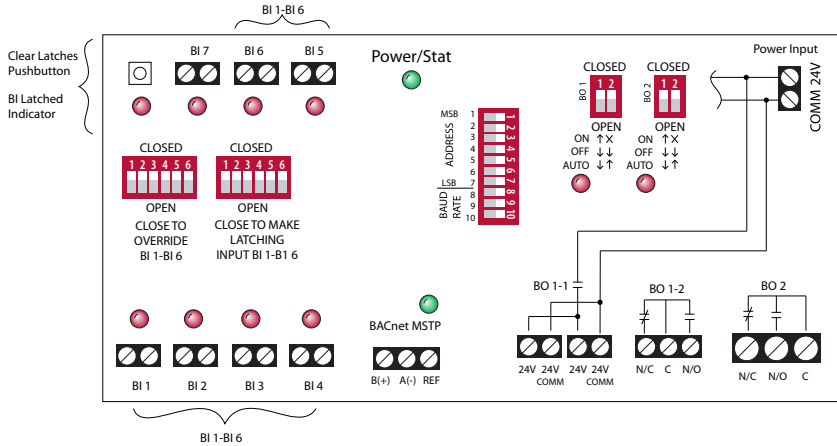 BI 1-BI 6
Clear Latches
Pushbutton
BI Latched
Indicator
BI 7
BI 6
BI 5
Power/Stat
CLOSED
BO 1
1 2
OPEN
ON ↑X
OFF ↓↓
AUTO ↓↑
CLOSED
BO 2
1 2
OPEN
ON ↑X
OFF ↓↓
AUTO ↓↑
Power Input
COMM 24V
MSB
ADDRESS
LSB
BAUD
RATE
1
2
3
4
5
6
7
8
9
10
1
2
3
4
5
6
7
8
9
10
CLOSED
1 2 3 4 5 6
OPEN
CLOSE TO
OVERRIDE
BI 1-BI 6
CLOSED
1 2 3 4 5 6
OPEN
CLOSE TO MAKE
LATCHING
INPUT BI 1-B1 6
BI 1
BI 2
BI 3
BI 4
BI 1-BI 6
BACnet MSTP
B(+) A(-) REF
BO 1-1
24V
24V
COMM
24V
24V
COMM
BO 1-2
N/C C N/O
BO 2
N/C N/O C